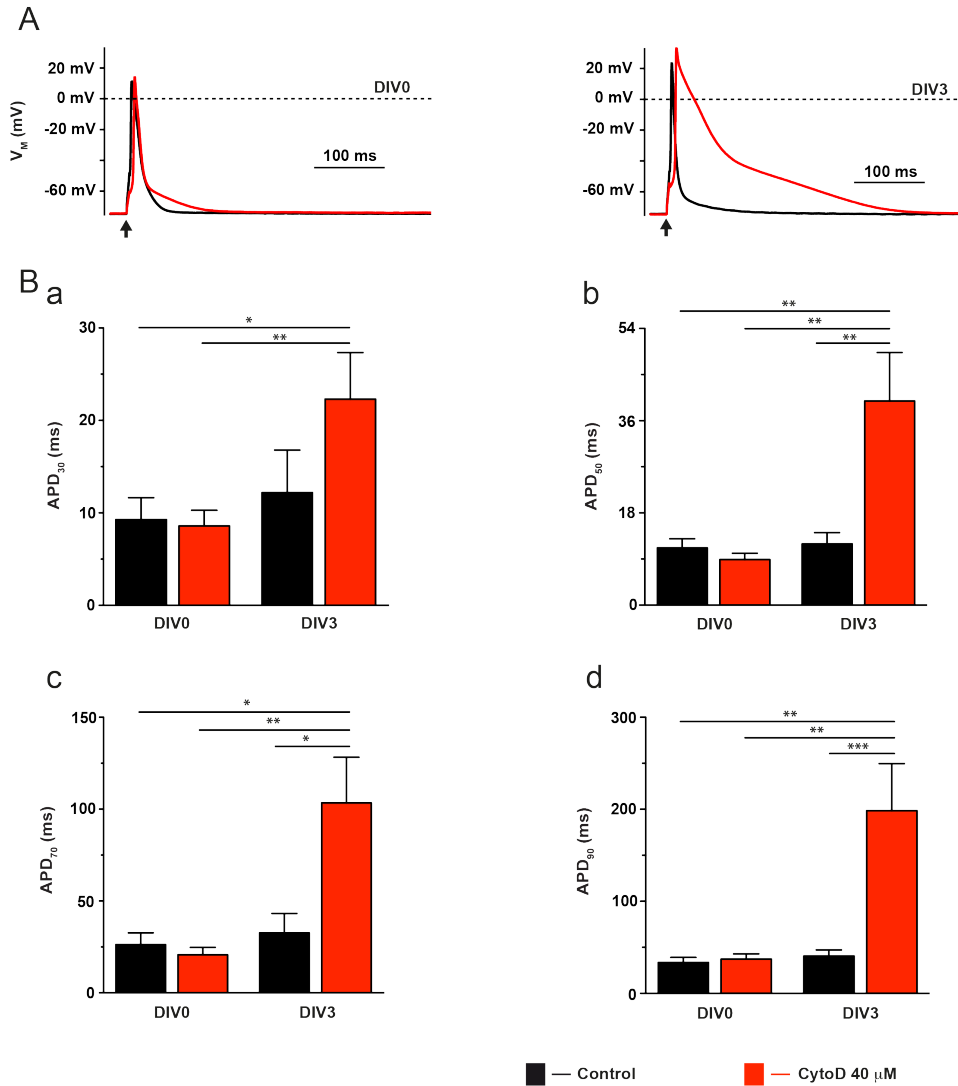 A
20 mV
0 mV
-20 mV
-60 mV
V_M (mV)
DIV0
100 ms
20 mV
0 mV
-20 mV
-60 mV
DIV3
100 ms
B
a
*
**
30
20
10
0
APD30 (ms)
DIV0 DIV3
b
**
**
**
54
36
18
0
APD50 (ms)
DIV0 DIV3
c
*
**
*
150
100
50
0
APD70 (ms)
DIV0 DIV3
d
**
**
***
300
200
100
0
APD90 (ms)
DIV0 DIV3
Control
CytoD 40 μM